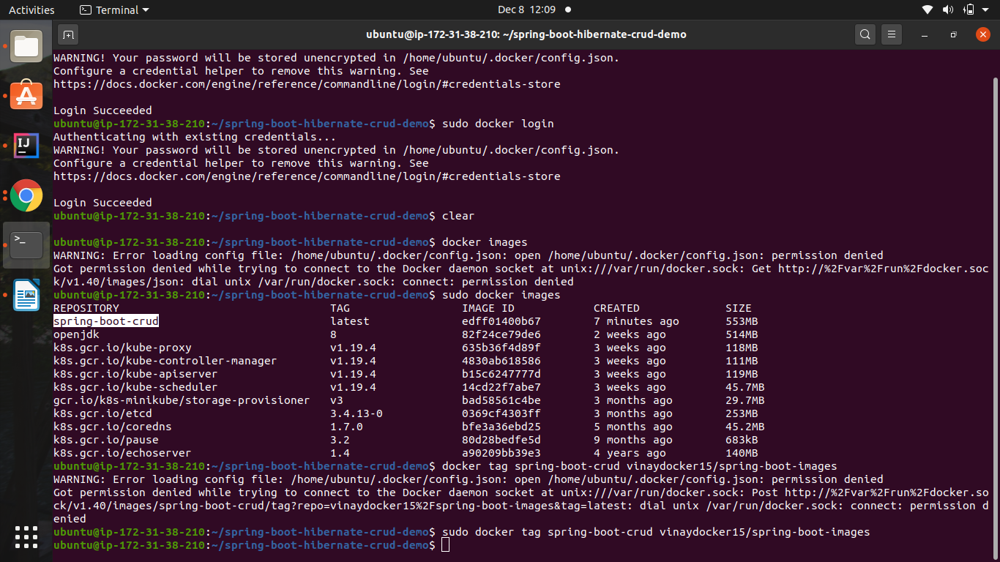 Activities Terminal Dec 8 12:09
ubuntu@ip-172-31-38-210: ~/spring-boot-hibernate-crud-demo
WARNING! Your password will be stored unencrypted in /home/ubuntu/.docker/config.json.
Configure a credential helper to remove this warning. See
https://docs.docker.com/engine/reference/commandline/login/#credentials-store
Login Succeeded
ubuntu@ip-172-31-38-210:~/spring-boot-hibernate-crud-demo$ sudo docker login
Authenticating with existing credentials...
WARNING! Your password will be stored unencrypted in /home/ubuntu/.docker/config.json.
Configure a credential helper to remove this warning. See
https://docs.docker.com/engine/reference/commandline/login/#credentials-store
Login Succeeded
ubuntu@ip-172-31-38-210:~/spring-boot-hibernate-crud-demo$ clear
ubuntu@ip-172-31-38-210:~/spring-boot-hibernate-crud-demo$ docker images
WARNING: Error loading config file: /home/ubuntu/.docker/config.json: open /home/ubuntu/.docker/config.json: permission denied
Got permission denied while trying to connect to the Docker daemon socket at unix:///var/run/docker.sock: Get http://%2Fvar%2Frun%2Fdocker.soc
k/v1.40/images/json: dial unix /var/run/docker.sock: connect: permission denied
ubuntu@ip-172-31-38-210:~/spring-boot-hibernate-crud-demo$ sudo docker images
REPOSITORY TAG IMAGE ID CREATED SIZE
spring-boot-crud latest edff01400b67 7 minutes ago 553MB
openjdk 8 82f24ce79de6 2 weeks ago 514MB
k8s.gcr.io/kube-proxy v1.19.4 635b36f4d89f 3 weeks ago 118MB
k8s.gcr.io/kube-controller-manager v1.19.4 4830ab618586 3 weeks ago 111MB
k8s.gcr.io/kube-apiserver v1.19.4 b15c6247777d 3 weeks ago 119MB
k8s.gcr.io/kube-scheduler v1.19.4 14cd22f7abe7 3 weeks ago 45.7MB
gcr.io/k8s-minikube/storage-provisioner v3 bad58561c4be 3 months ago 29.7MB
k8s.gcr.io/etcd 3.4.13-0 0369cf4303ff 3 months ago 253MB
k8s.gcr.io/coredns 1.7.0 bfe3a36ebd25 5 months ago 45.2MB
k8s.gcr.io/pause 3.2 80d28bedfe5d 9 months ago 683kB
k8s.gcr.io/echoserver 1.4 a90209bb39e3 4 years ago 140MB
ubuntu@ip-172-31-38-210:~/spring-boot-hibernate-crud-demo$ docker tag spring-boot-crud vinaydocker15/spring-boot-images
WARNING: Error loading config file: /home/ubuntu/.docker/config.json: open /home/ubuntu/.docker/config.json: permission denied
Got permission denied while trying to connect to the Docker daemon socket at unix:///var/run/docker.sock: Post http://%2Fvar%2Frun%2Fdocker.so
ck/v1.40/images/spring-boot-crud/tag?repo=vinaydocker15%2Fspring-boot-images&tag=latest: dial unix /var/run/docker.sock: connect: permission d
enied
ubuntu@ip-172-31-38-210:~/spring-boot-hibernate-crud-demo$ sudo docker tag spring-boot-crud vinaydocker15/spring-boot-images
ubuntu@ip-172-31-38-210:~/spring-boot-hibernate-crud-demo$
IJ
>_